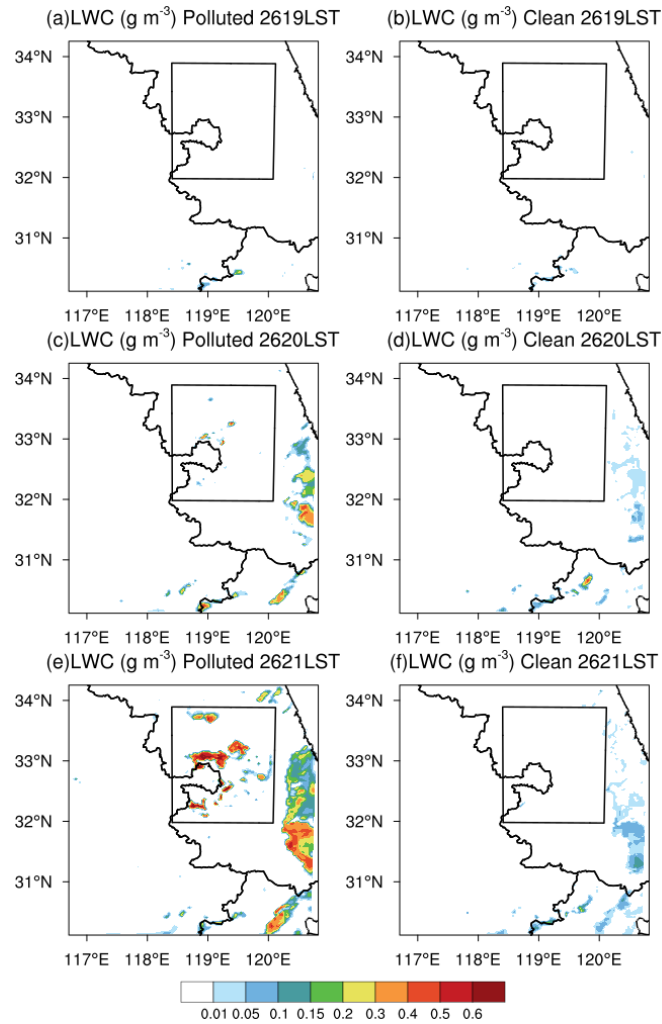 (a)LWC (g m-3) Polluted 2619LST (b)LWC (g m-3) Clean 2619LST
34°N 34°N
33°N 33°N
32°N 32°N
31°N 31°N
117°E 118°E 119°E 120°E 117°E 118°E 119°E 120°E
(c)LWC (g m-3) Polluted 2620LST (d)LWC (g m-3) Clean 2620LST
34°N 34°N
33°N 33°N
32°N 32°N
31°N 31°N
117°E 118°E 119°E 120°E 117°E 118°E 119°E 120°E
(e)LWC (g m-3) Polluted 2621LST (f)LWC (g m-3) Clean 2621LST
34°N 34°N
33°N 33°N
32°N 32°N
31°N 31°N
117°E 118°E 119°E 120°E 117°E 118°E 119°E 120°E
0.01 0.05 0.1 0.15 0.2 0.3 0.4 0.5 0.6